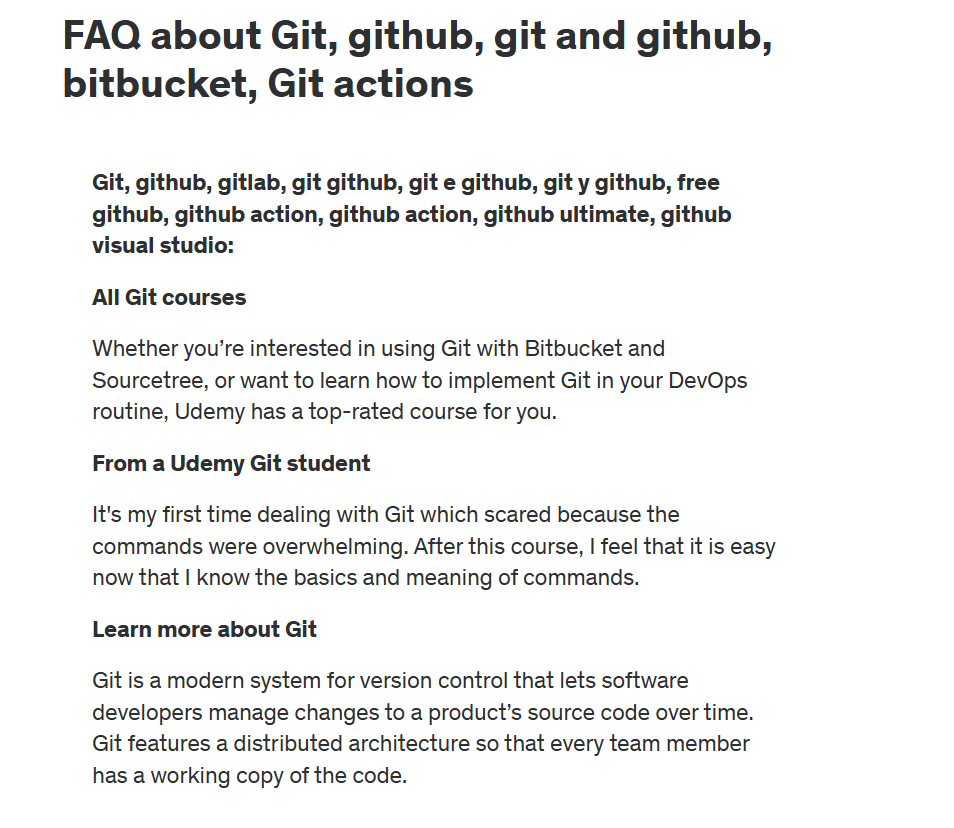 FAQ about Git, github, git and github,
bitbucket, Git actions
Git, github, gitlab, git github, git e github, git y github, free
github, github action, github action, github ultimate, github
visual studio:
All Git courses
Whether you’re interested in using Git with Bitbucket and
Sourcetree, or want to learn how to implement Git in your DevOps
routine, Udemy has a top-rated course for you.
From a Udemy Git student
It's my first time dealing with Git which scared because the
commands were overwhelming. After this course, I feel that it is easy
now that I know the basics and meaning of commands.
Learn more about Git
Git is a modern system for version control that lets software
developers manage changes to a product’s source code over time.
Git features a distributed architecture so that every team member
has a working copy of the code.